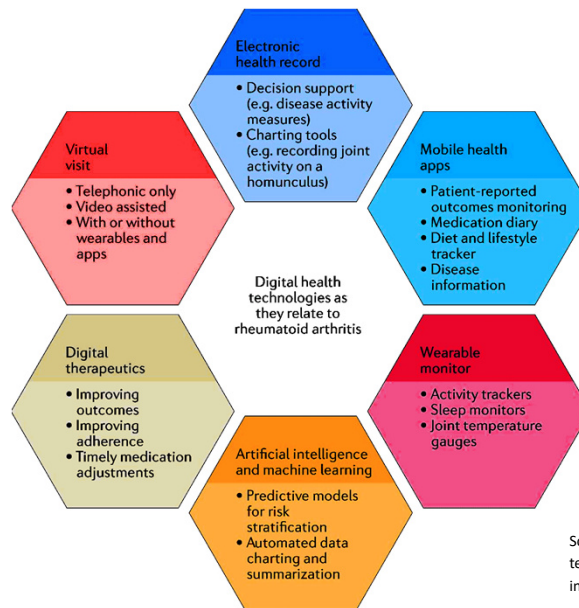 Electronic
health record
• Decision support
(e.g. disease activity
measures)
• Charting tools
(e.g. recording joint
activity on a
homunculus)
Virtual
visit
• Telephonic only
• Video assisted
• With or without
wearables and
apps
Mobile health
apps
• Patient-reported
outcomes monitoring
• Medication diary
• Diet and lifestyle
tracker
• Disease
information
Digital health
technologies as
they relate to
rheumatoid arthritis
Digital
therapeutics
• Improving
outcomes
• Improving
adherence
• Timely medication
adjustments
Wearable
monitor
• Activity trackers
• Sleep monitors
• Joint temperature
gauges
Artificial intelligence
and machine learning
• Predictive models
for risk
stratification
• Automated data
charting and
summarization